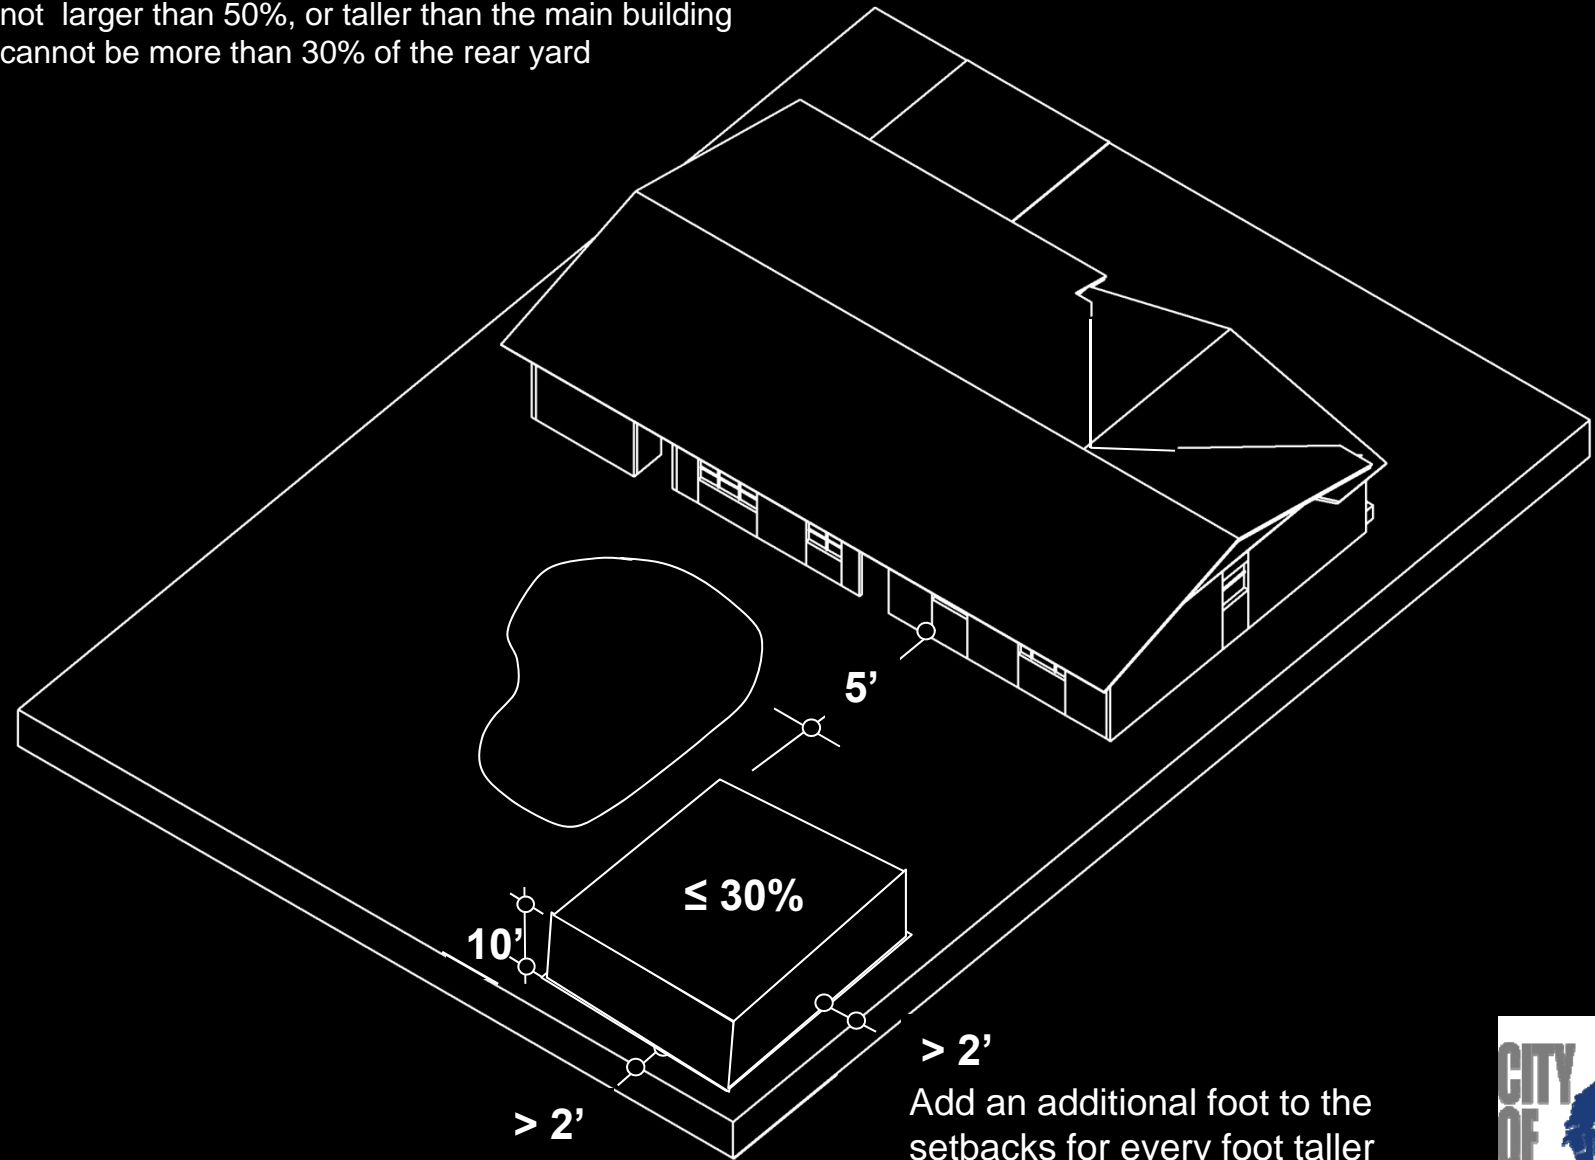 not larger than 50%, or taller than the main building
cannot be more than 30% of the rear yard
5’
≤ 30%
10’
> 2’
> 2’
Add an additional foot to the
setbacks for every foot taller
CITY
OF